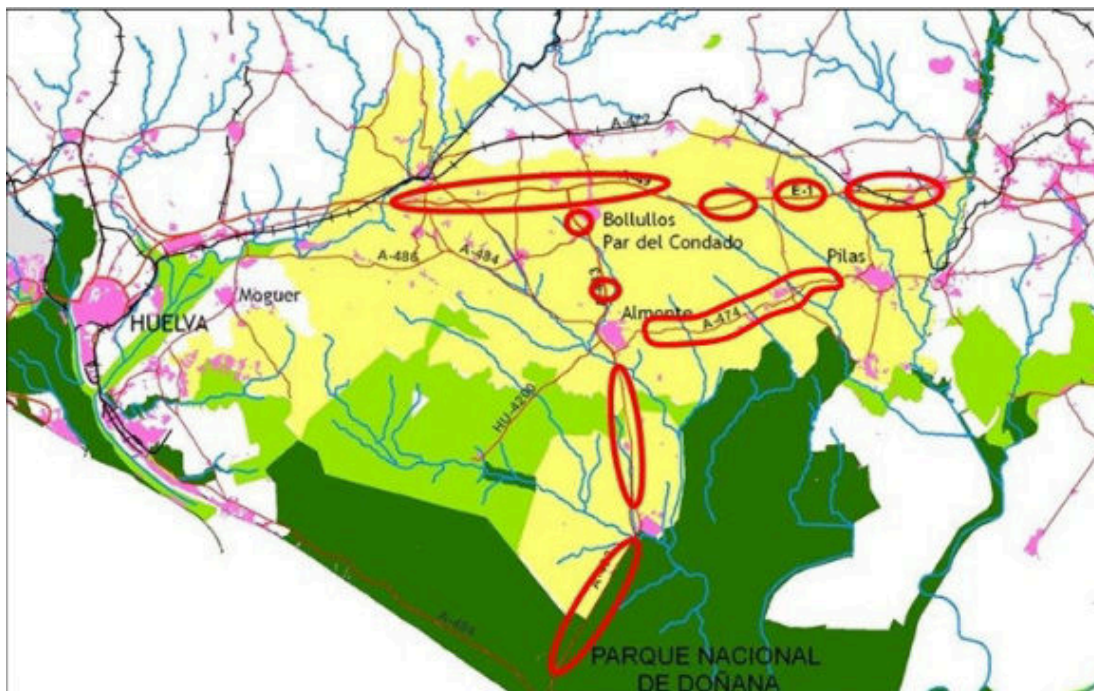 A-472
A-49
E-1
Bollullos
Par del Condado
A-486
A-484
Pilas
Moguer
HUELVA
Almonte
A-474
HU-4200
PARQUE NACIONAL
DE DOÑANA